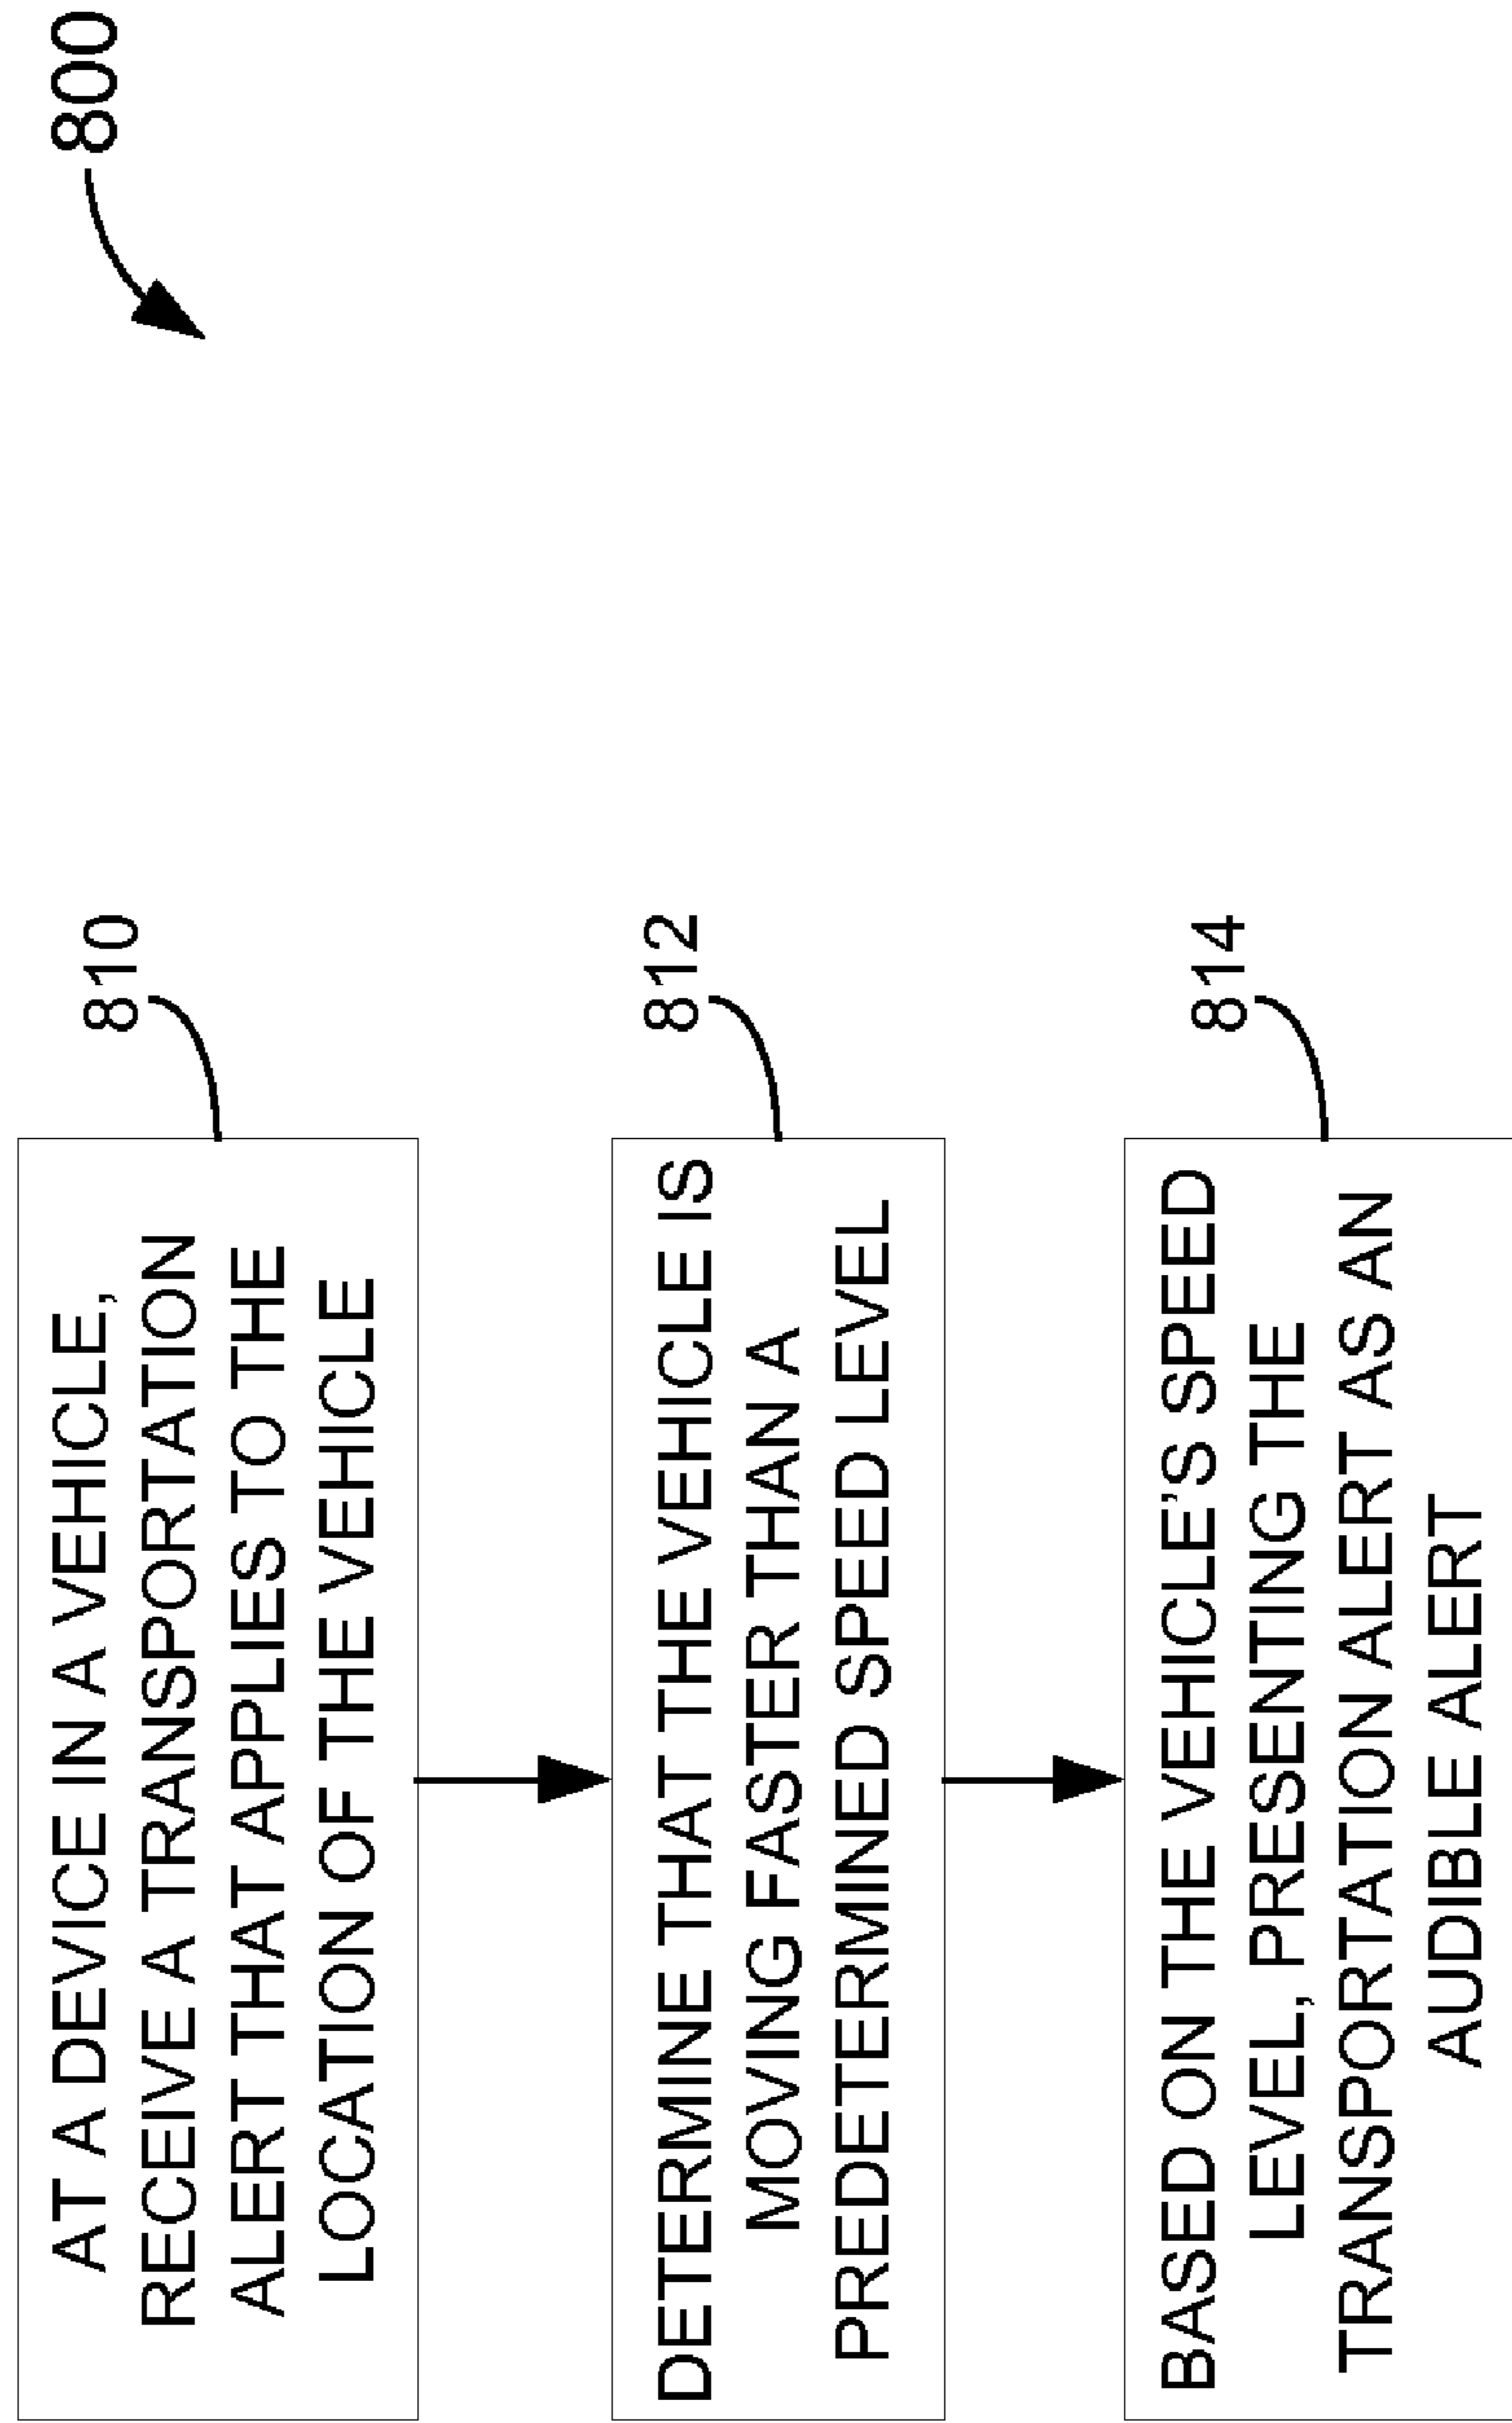 800
810
AT A DEVICE IN A VEHICLE,
RECEIVE A TRANSPORTATION
ALERT THAT APPLIES TO THE
LOCATION OF THE VEHICLE
812
DETERMINE THAT THE VEHICLE IS
MOVING FASTER THAN A
PREDETERMINED SPEED LEVEL
814
BASED ON THE VEHICLE'S SPEED
LEVEL, PRESENTING THE
TRANSPORTATION ALERT AS AN
AUDIBLE ALERT